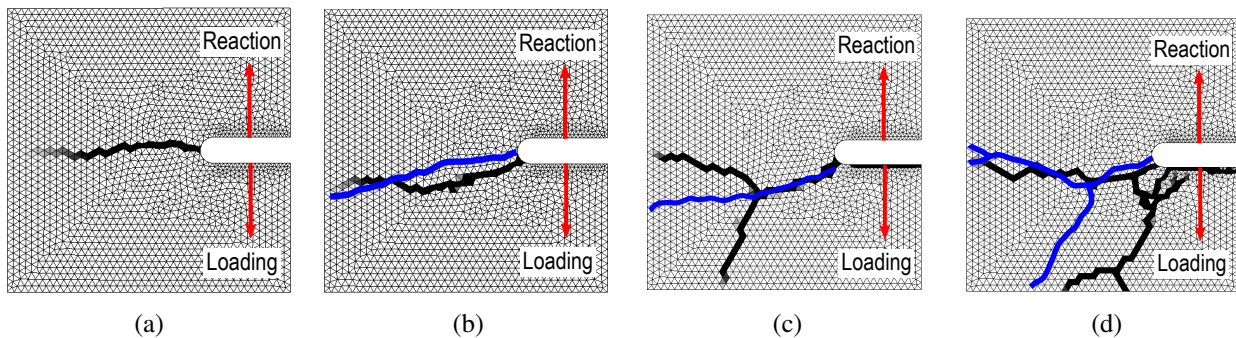 Reaction
Loading
(a)
Reaction
Loading
(b)
Reaction
Loading
(c)
Reaction
Loading
(d)